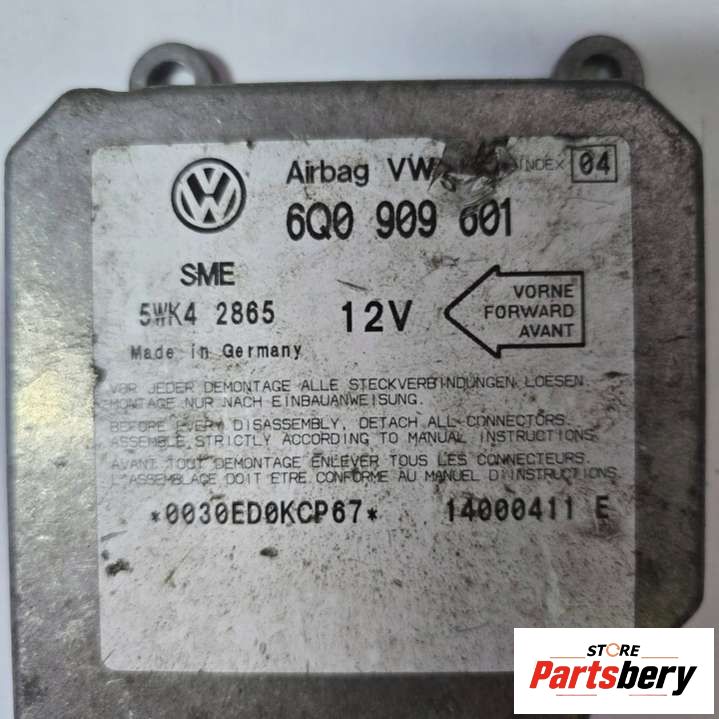 Airbag VW INDEX 04
6Q0 909 601
SME
5WK4 2865 12V
VORNE
FORWARD
AVANT
Made in Germany
VOR JEDER DEMONTAGE ALLE STECKVERBINDUNGEN LOESEN.
MONTAGE NUR NACH EINBAUANWEISUNG.
BEFORE EVERY DISASSEMBLY, DETACH ALL CONNECTORS.
ASSEMBLE STRICTLY ACCORDING TO MANUAL INSTRUCTIONS.
AVANT TOUT DEMONTAGE ENLEVER TOUS LES CONNECTEURS.
L'ASSEMBLAGE DOIT ETRE CONFORME AU MANUEL D'INSTRUCTIONS
*0030ED0KCP67* 14000411 E
STORE
Partsbery